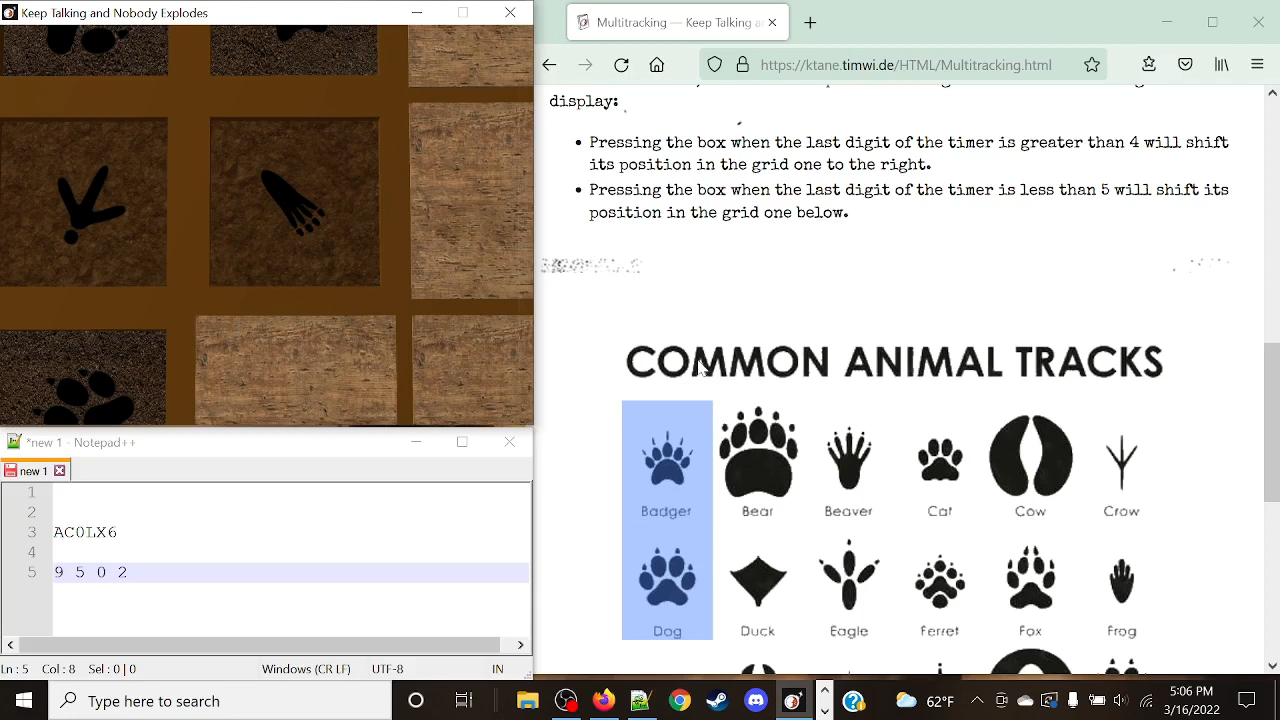 Keep Talking and Nobody Explodes
Multitracking — Keep Talking a
https://ktane.timwi.de/HTML/Multitracking.html
display:
• Pressing the box when the last digit of the timer is greater than 4 will shift
its position in the grid one to the right.
• Pressing the box when the last digit of the timer is less than 5 will shift its
position in the grid one below.
COMMON ANIMAL TRACKS
Badger Bear Beaver Cat Cow Crow
Dog Duck Eagle Ferret Fox Frog
*new 1 - Notepad++
new 1
1
2
3 AC0LX6
4
5 9 5 0 2
Ln : 5 Col : 8 Sel : 0 | 0 Windows (CR LF) UTF-8 IN
Type here to search
62°F
5:06 PM
3/16/2022